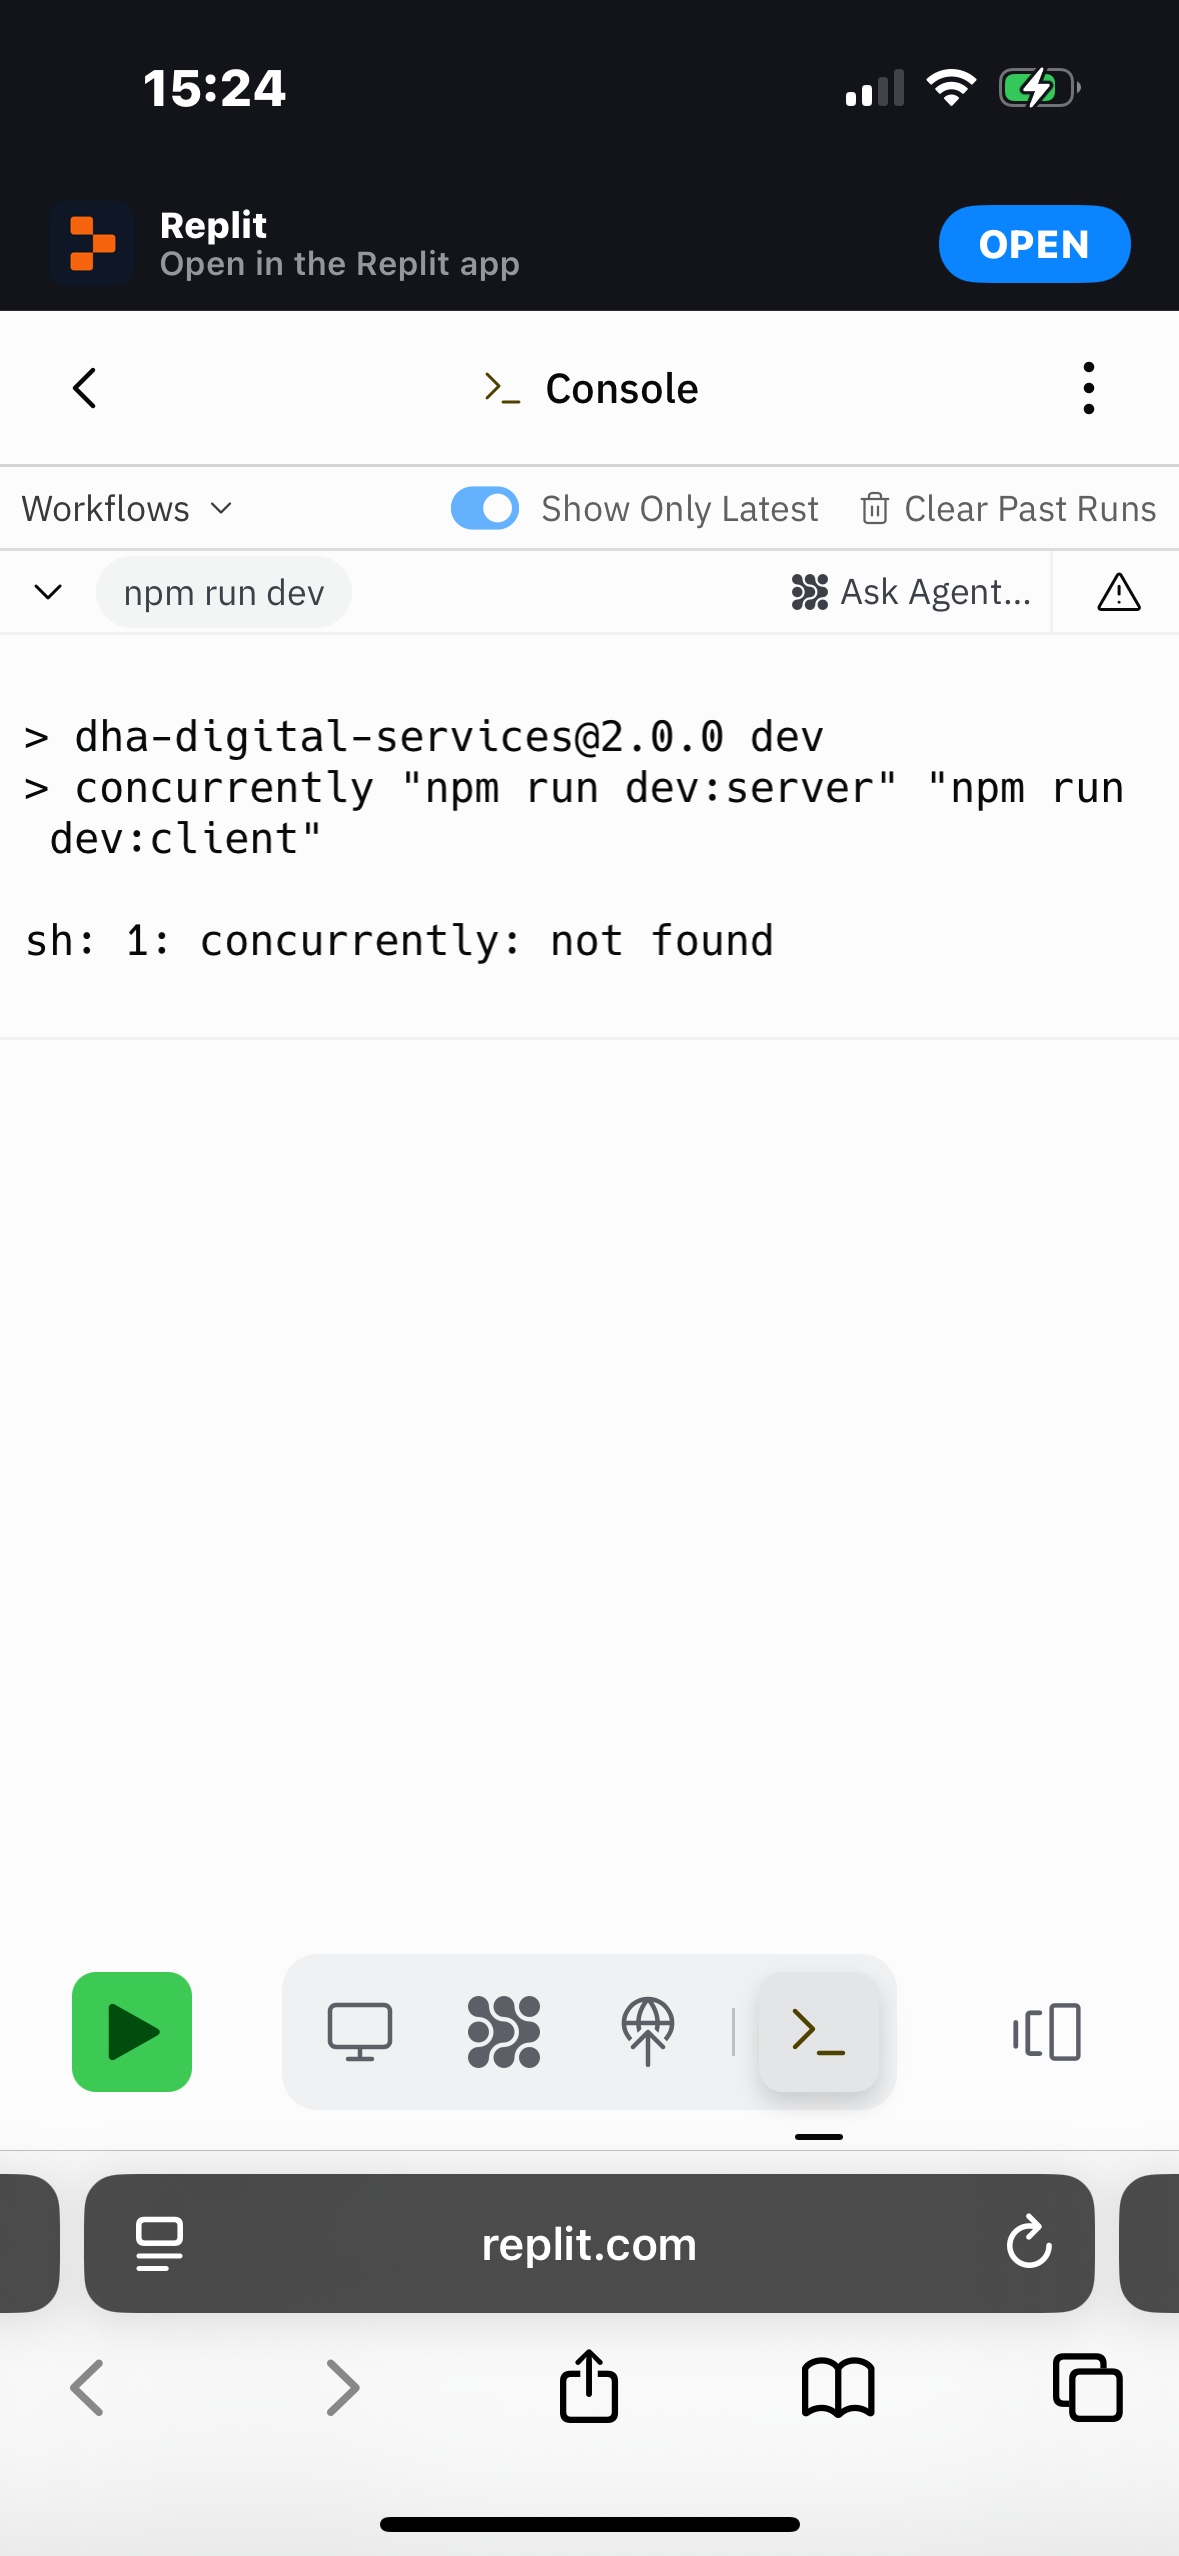 15:24
Replit
Open in the Replit app
OPEN
Console
Workflows
Show Only Latest
Clear Past Runs
npm run dev
Ask Agent...
> dha-digital-services@2.0.0 dev
> concurrently "npm run dev:server" "npm run
dev:client"
sh: 1: concurrently: not found
replit.com